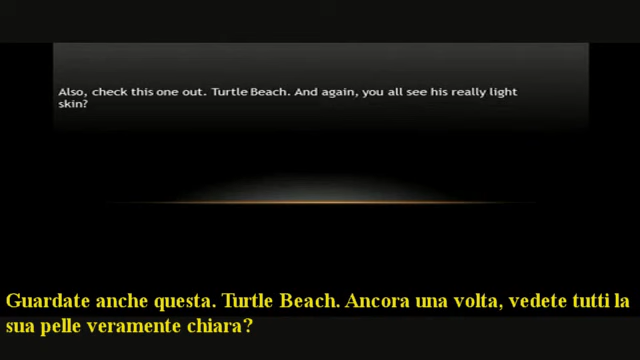 Also, check this one out. Turtle Beach. And again, you all see his really light
skin?
Guardate anche questa. Turtle Beach. Ancora una volta, vedete tutti la
sua pelle veramente chiara?